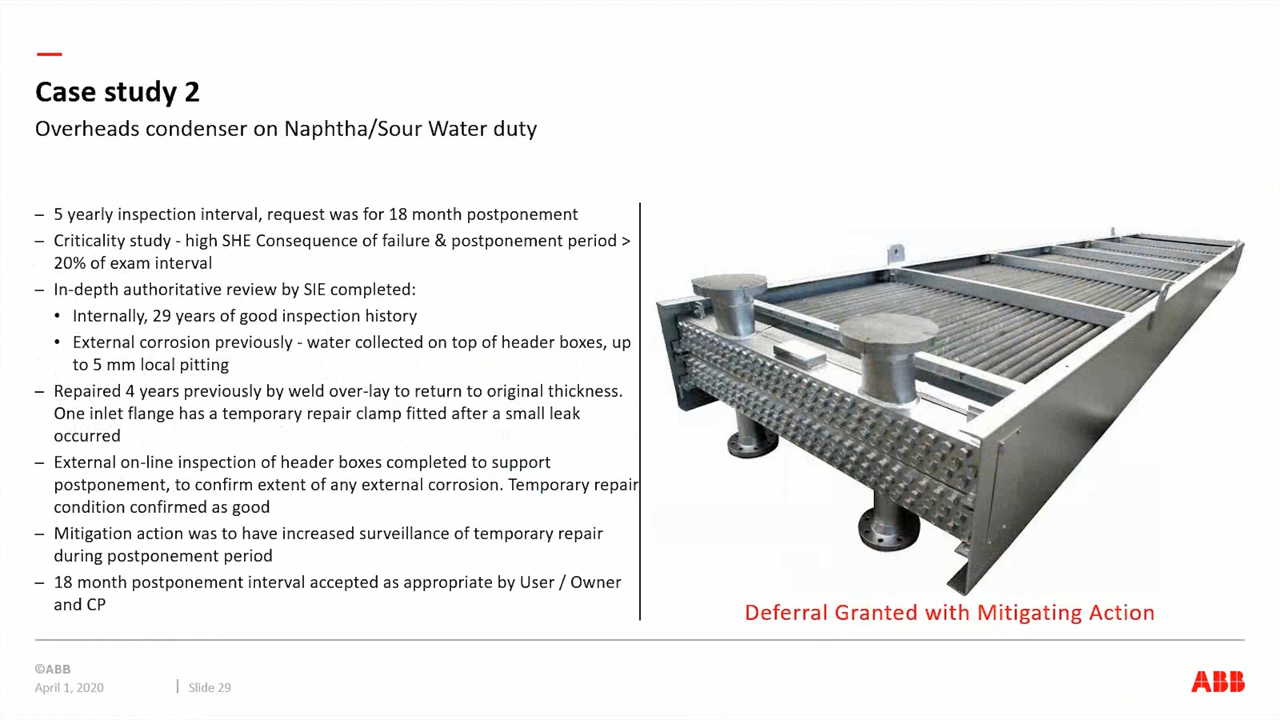 Case study 2
Overheads condenser on Naphtha/Sour Water duty
– 5 yearly inspection interval, request was for 18 month postponement
– Criticality study - high SHE Consequence of failure & postponement period >
20% of exam interval
– In-depth authoritative review by SIE completed:
• Internally, 29 years of good inspection history
• External corrosion previously - water collected on top of header boxes, up
to 5 mm local pitting
– Repaired 4 years previously by weld over-lay to return to original thickness.
One inlet flange has a temporary repair clamp fitted after a small leak
occurred
– External on-line inspection of header boxes completed to support
postponement, to confirm extent of any external corrosion. Temporary repair
condition confirmed as good
– Mitigation action was to have increased surveillance of temporary repair
during postponement period
– 18 month postponement interval accepted as appropriate by User / Owner
and CP
Deferral Granted with Mitigating Action
©ABB
April 1, 2020 | Slide 29
ABB